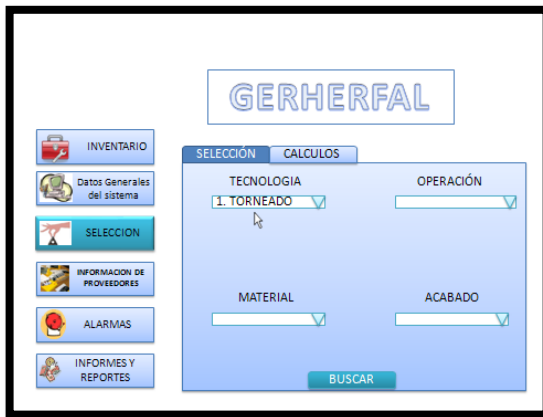 GERHERFAL
INVENTARIO
Datos Generales
del sistema
SELECCION
INFORMACION DE
PROVEEDORES
ALARMAS
INFORMES Y
REPORTES
SELECCIÓN
CALCULOS
TECNOLOGIA
OPERACIÓN
1. TORNEADO
MATERIAL
ACABADO
BUSCAR